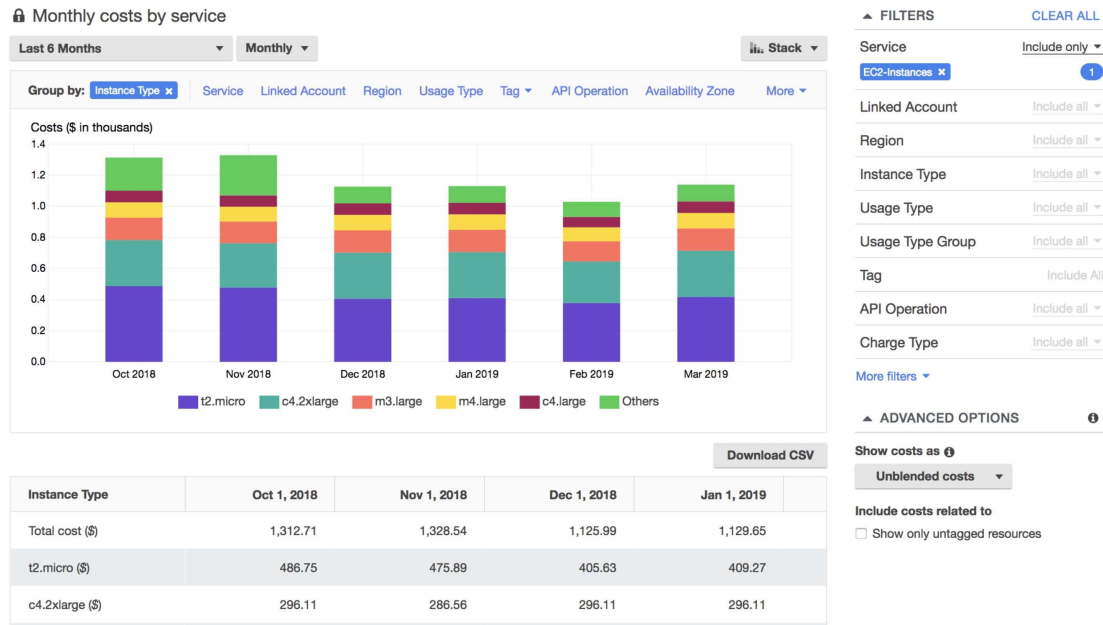 Monthly costs by service
Last 6 Months
Monthly
Stack
Group by: Instance Type × Service Linked Account Region Usage Type Tag API Operation Availability Zone More
Costs ($ in thousands)
1.4
1.2
1.0
0.8
0.6
0.4
0.2
0.0
Oct 2018 Nov 2018 Dec 2018 Jan 2019 Feb 2019 Mar 2019
t2.micro c4.2xlarge m3.large m4.large c4.large Others
Download CSV
Instance Type Oct 1, 2018 Nov 1, 2018 Dec 1, 2018 Jan 1, 2019
Total cost ($) 1,312.71 1,328.54 1,125.99 1,129.65
t2.micro ($) 486.75 475.89 405.63 409.27
c4.2xlarge ($) 296.11 286.56 296.11 296.11
FILTERS CLEAR ALL
Service Include only
EC2-Instances × 1
Linked Account Include all
Region Include all
Instance Type Include all
Usage Type Include all
Usage Type Group Include all
Tag Include All
API Operation Include all
Charge Type Include all
More filters
ADVANCED OPTIONS
Show costs as
Unblended costs
Include costs related to
Show only untagged resources